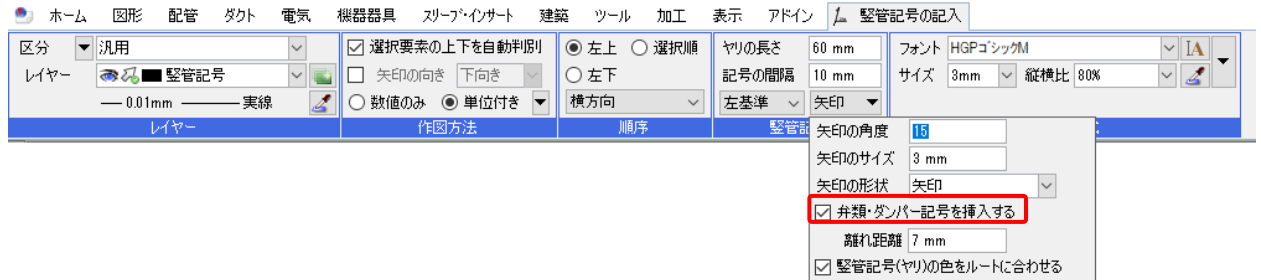 ホーム 図形 配管 ダクト 電気 機器器具 スリーブ・インサート 建築 ツール 加工 表示 アドイン 竪管記号の記入
区分 汎用 選択要素の上下を自動判別 左上 選択順 ヤリの長さ 60 mm フォント HGPゴシックM
レイヤー 竪管記号 矢印の向き 下向き 左下 記号の間隔 10 mm サイズ 3mm 縦横比 80%
0.01mm 実線 数値のみ 単位付き 横方向 左基準 矢印
レイヤー 作図方法 順序 竪管記
矢印の角度 15
矢印のサイズ 3 mm
矢印の形状 矢印
弁類・ダンパー記号を挿入する
離れ距離 7 mm
竪管記号(ヤリ)の色をルートに合わせる